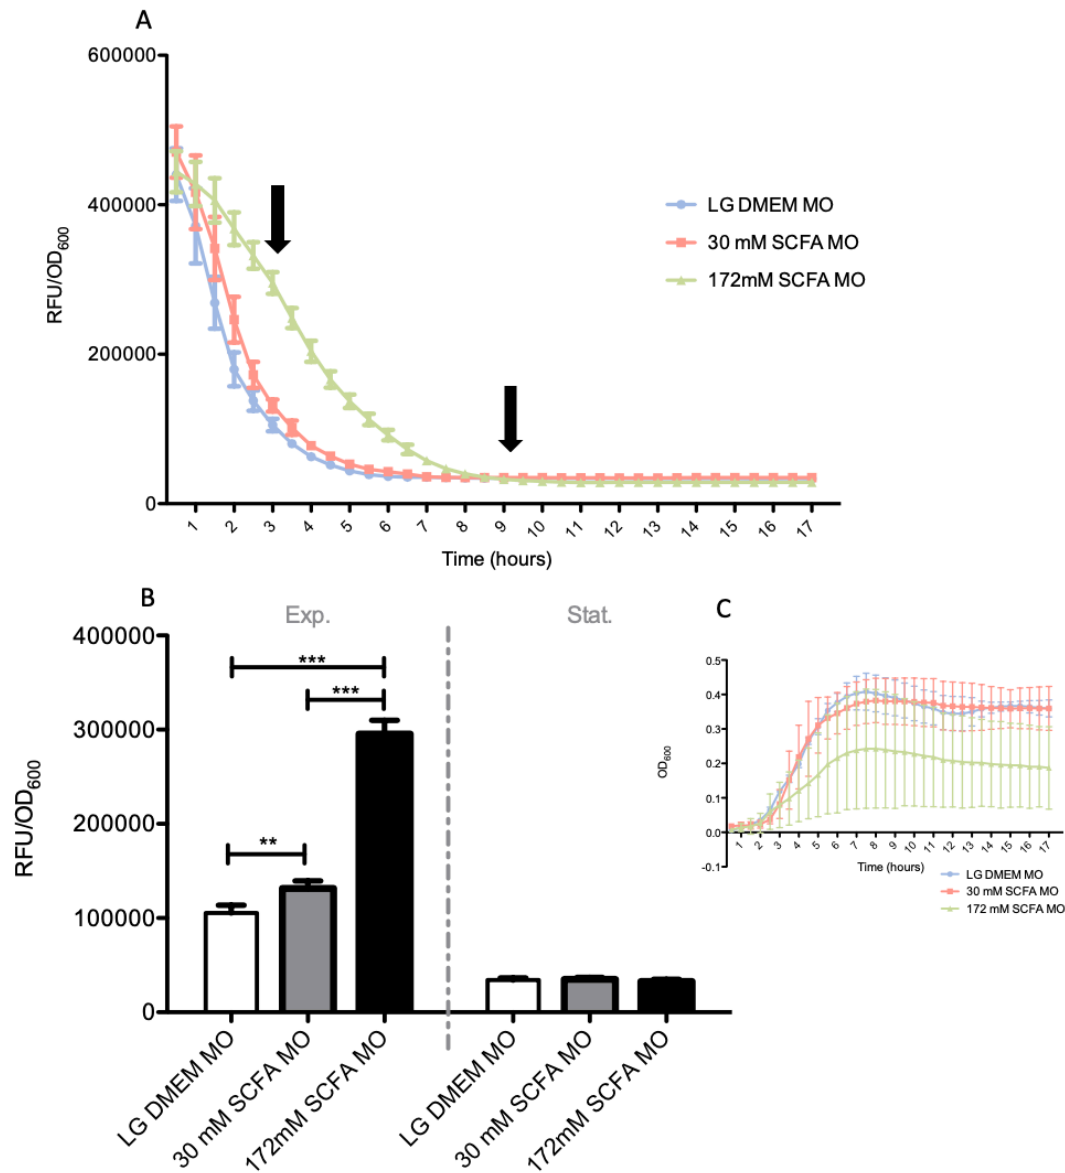 A
600000
400000
200000
0
RFU/OD600
1 2 3 4 5 6 7 8 9 10 11 12 13 14 15 16 17
Time (hours)
LG DMEM MO
30 mM SCFA MO
172mM SCFA MO
B
Exp.
Stat.
400000
300000
200000
100000
0
RFU/OD600
***
***
**
LG DMEM MO
30 mM SCFA MO
172mM SCFA MO
LG DMEM MO
30 mM SCFA MO
172mM SCFA MO
C
0.5
0.4
0.3
0.2
0.1
0.0
-0.1
OD600
1 2 3 4 5 6 7 8 9 10 11 12 13 14 15 16 17
Time (hours)
LG DMEM MO
30 mM SCFA MO
172 mM SCFA MO